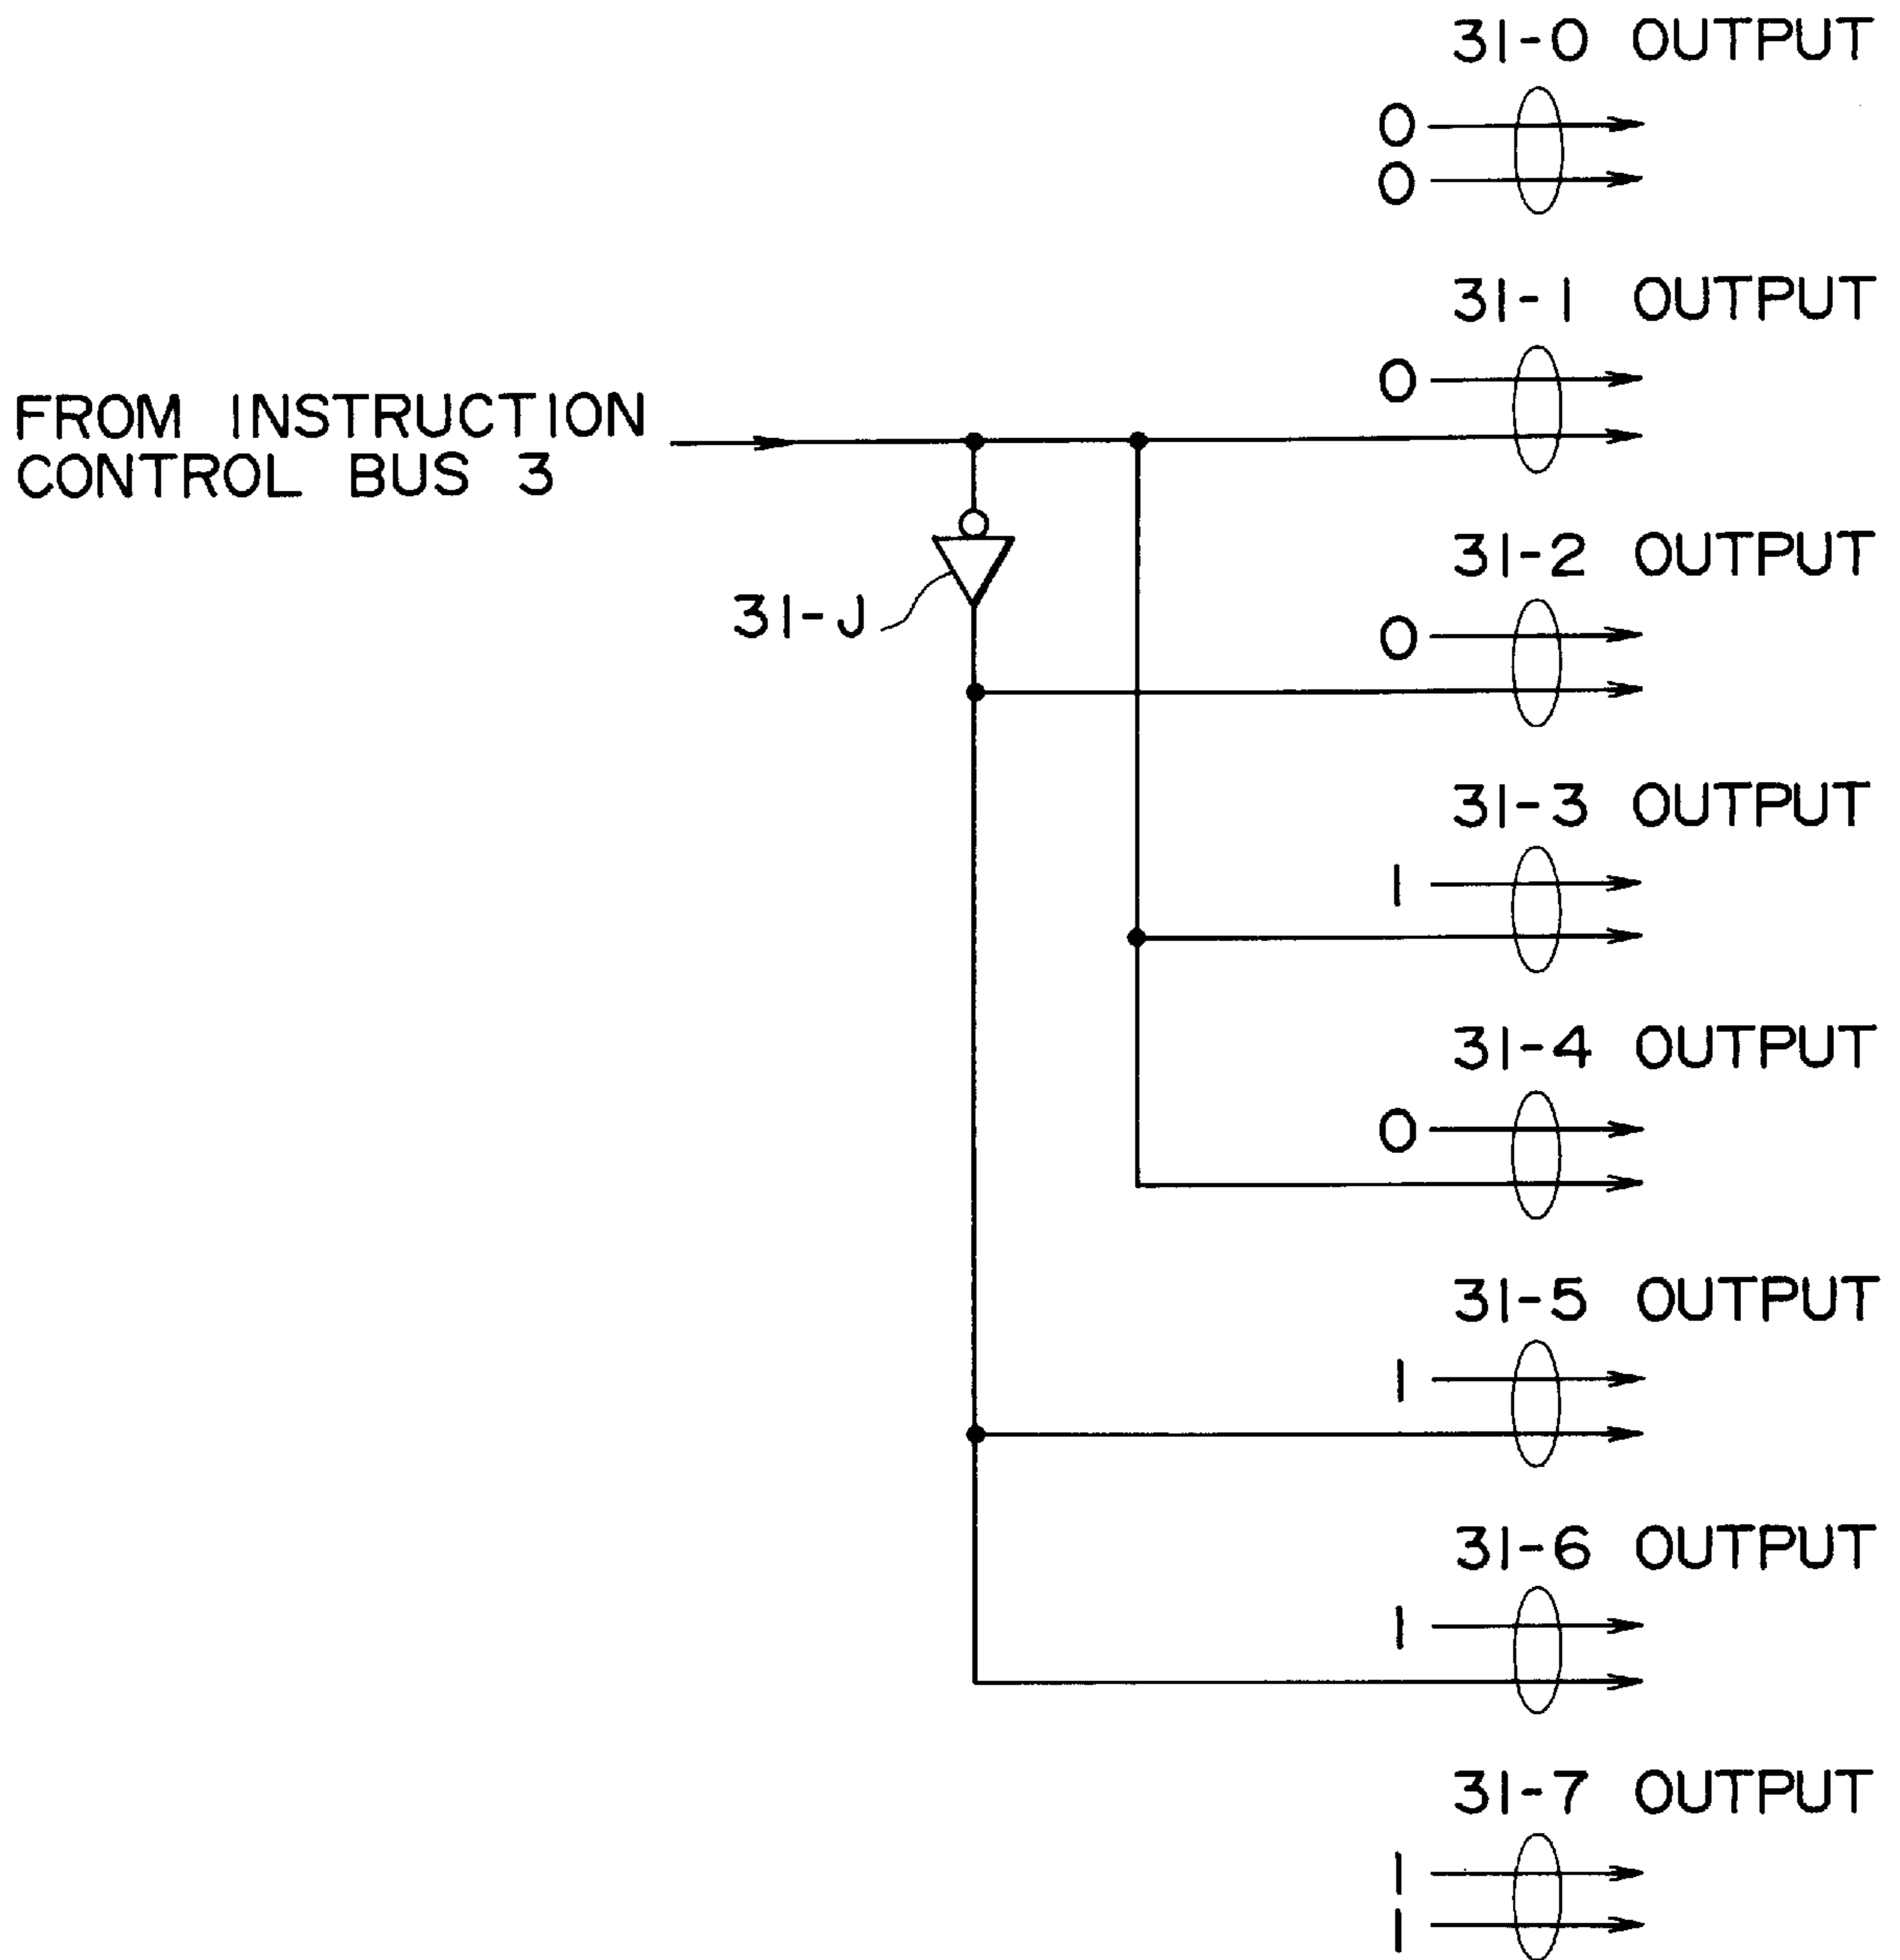 31-0 OUTPUT
0
0
31-1 OUTPUT
0
FROM INSTRUCTION
CONTROL BUS 3
31-2 OUTPUT
31-J
0
31-3 OUTPUT
1
31-4 OUTPUT
0
31-5 OUTPUT
1
31-6 OUTPUT
1
31-7 OUTPUT
1
1